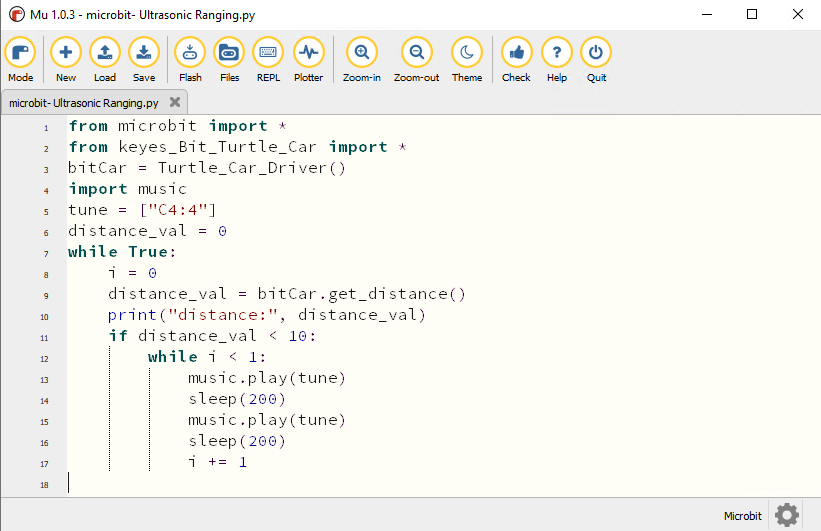 Mu 1.0.3 - microbit- Ultrasonic Ranging.py
Mode New Load Save Flash Files REPL Plotter Zoom-in Zoom-out Theme Check Help Quit
microbit- Ultrasonic Ranging.py
1 from microbit import *
2 from keyes_Bit_Turtle_Car import *
3 bitCar = Turtle_Car_Driver()
4 import music
5 tune = ["C4:4"]
6 distance_val = 0
7 while True:
8     i = 0
9     distance_val = bitCar.get_distance()
10     print("distance:", distance_val)
11     if distance_val < 10:
12         while i < 1:
13             music.play(tune)
14             sleep(200)
15             music.play(tune)
16             sleep(200)
17             i += 1
18
Microbit